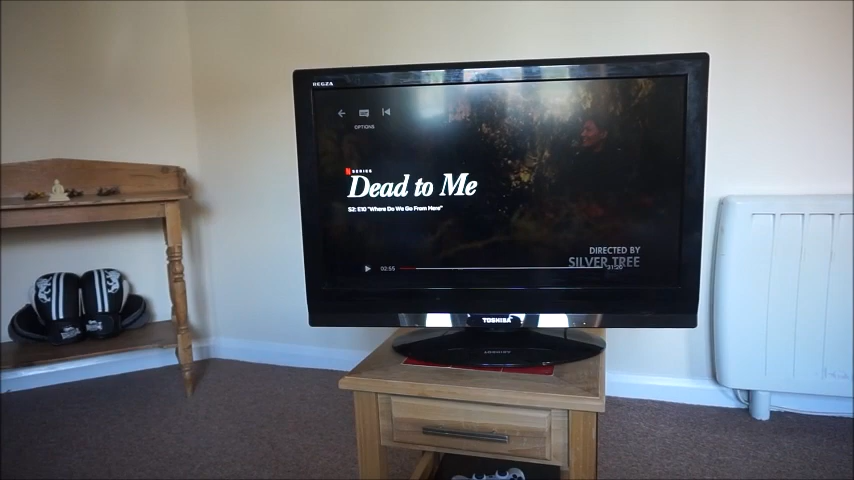 REGZA
OPTIONS
SERIES
Dead to Me
S2: E10 "Where Do We Go From Here"
DIRECTED BY
SILVER TREE
02:55
TOSHIBA